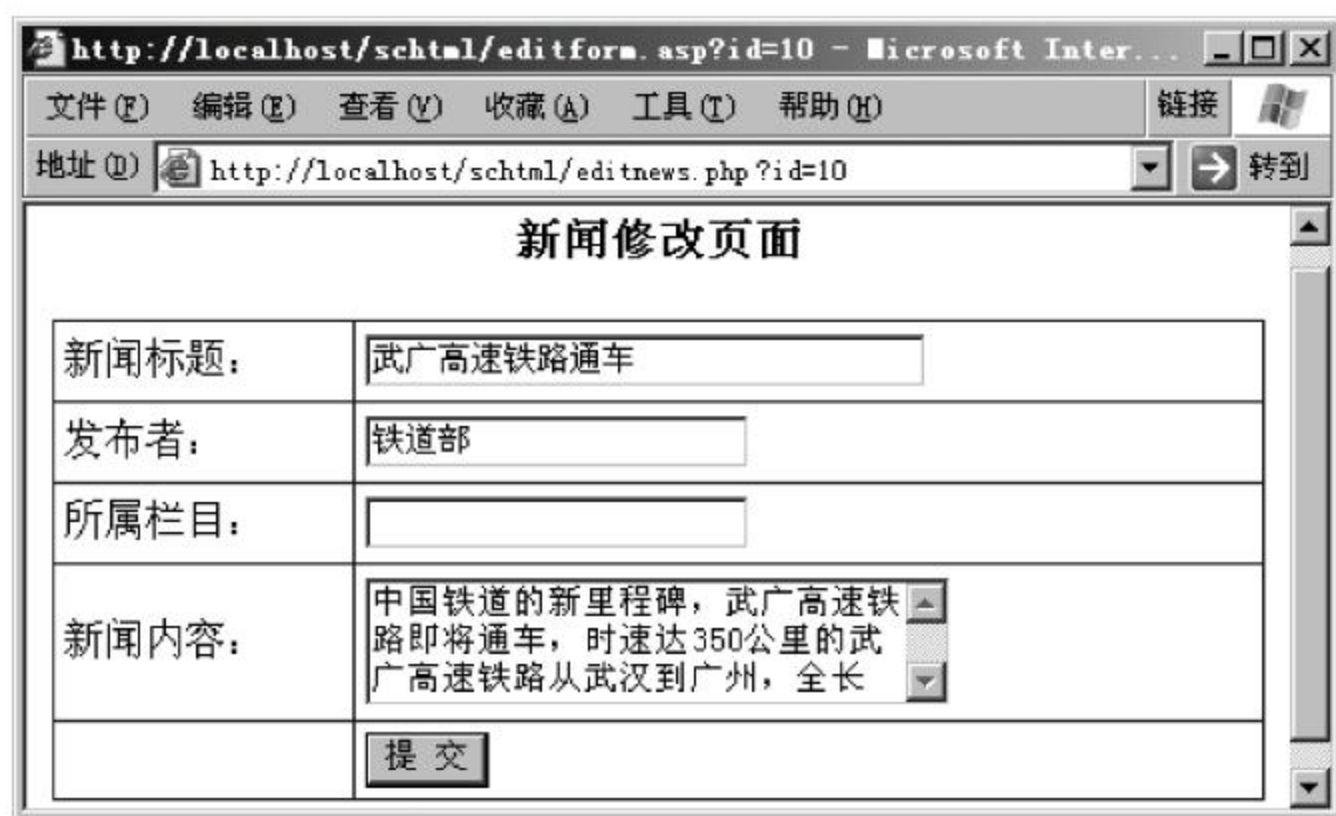 http://localhost/schtml/editform.asp?id=10 - Microsoft Inter...
文件(F) 编辑(E) 查看(V) 收藏(A) 工具(T) 帮助(H) 链接
地址(D) http://localhost/schtml/editnews.php?id=10 转到
新闻修改页面
新闻标题： 武广高速铁路通车
发布者： 铁道部
所属栏目：
新闻内容： 中国铁道的新里程碑，武广高速铁
路即将通车，时速达350公里的武
广高速铁路从武汉到广州，全长
提 交